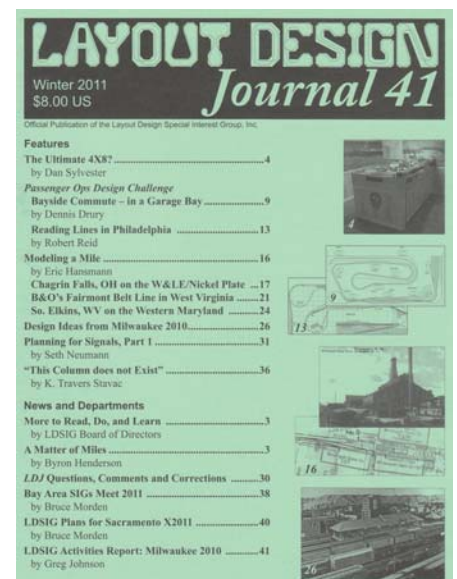 LAYOUT DESIGN
Journal 41
Winter 2011
$8.00 US
Official Publication of the Layout Design Special Interest Group, Inc.
Features
The Ultimate 4X8? ................................................4
by Dan Sylvester
Passenger Ops Design Challenge
Bayside Commute – in a Garage Bay ...................9
by Dennis Drury
Reading Lines in Philadelphia ...........................13
by Robert Reid
Modeling a Mile ..................................................16
by Eric Hansmann
Chagrin Falls, OH on the W&LE/Nickel Plate ...17
B&O's Fairmont Belt Line in West Virginia ........21
So. Elkins, WV on the Western Maryland .........24
Design Ideas from Milwaukee 2010.......................26
Planning for Signals, Part 1 ..................................31
by Seth Neumann
“This Column does not Exist” ...............................36
by K. Travers Stavac
News and Departments
More to Read, Do, and Learn ................................3
by LDSIG Board of Directors
A Matter of Miles ..................................................3
by Byron Henderson
LDJ Questions, Comments and Corrections .........30
Bay Area SIGs Meet 2011 ....................................38
by Bruce Morden
LDSIG Plans for Sacramento X2011 .....................40
by Bruce Morden
LDSIG Activities Report: Milwaukee 2010 ...........41
by Greg Johnson
4
9
13
16
26